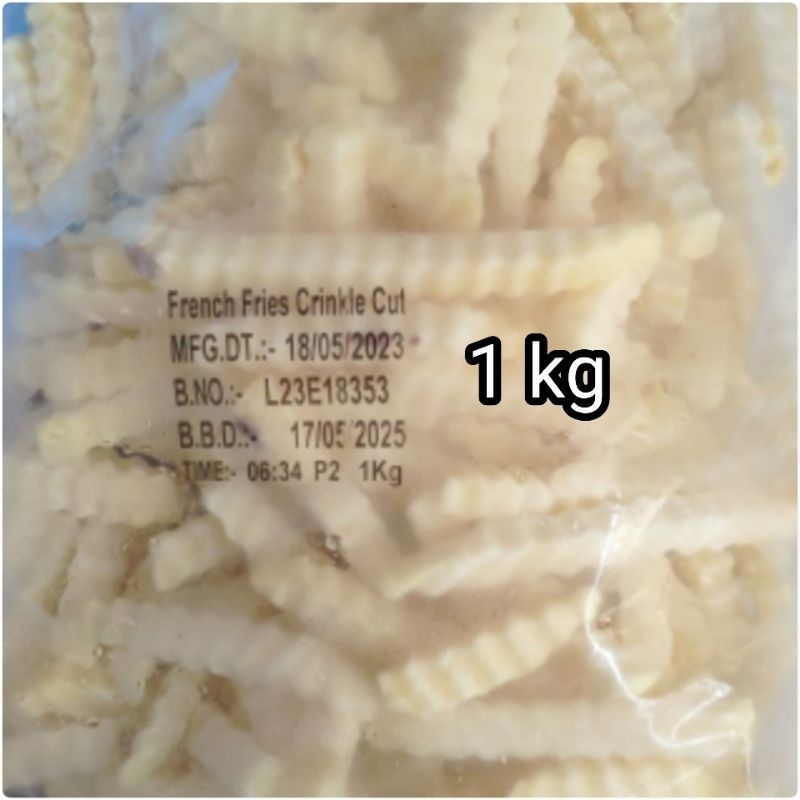 French Fries Crinkle Cut
MFG.DT.:- 18/05/2023
1 kg
B.NO.:- L23E18353
B.B.D.:- 17/05/2025
TIME:- 06:34 P2 1Kg